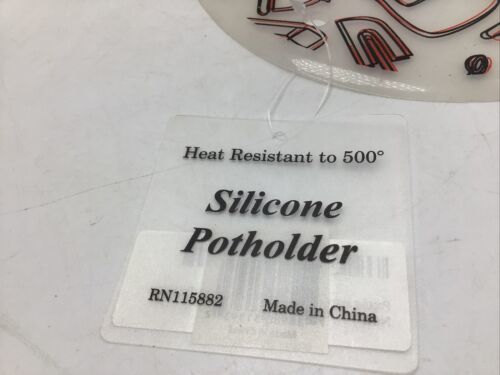 Heat Resistant to 500°
Silicone
Potholder
RN115882 Made in China